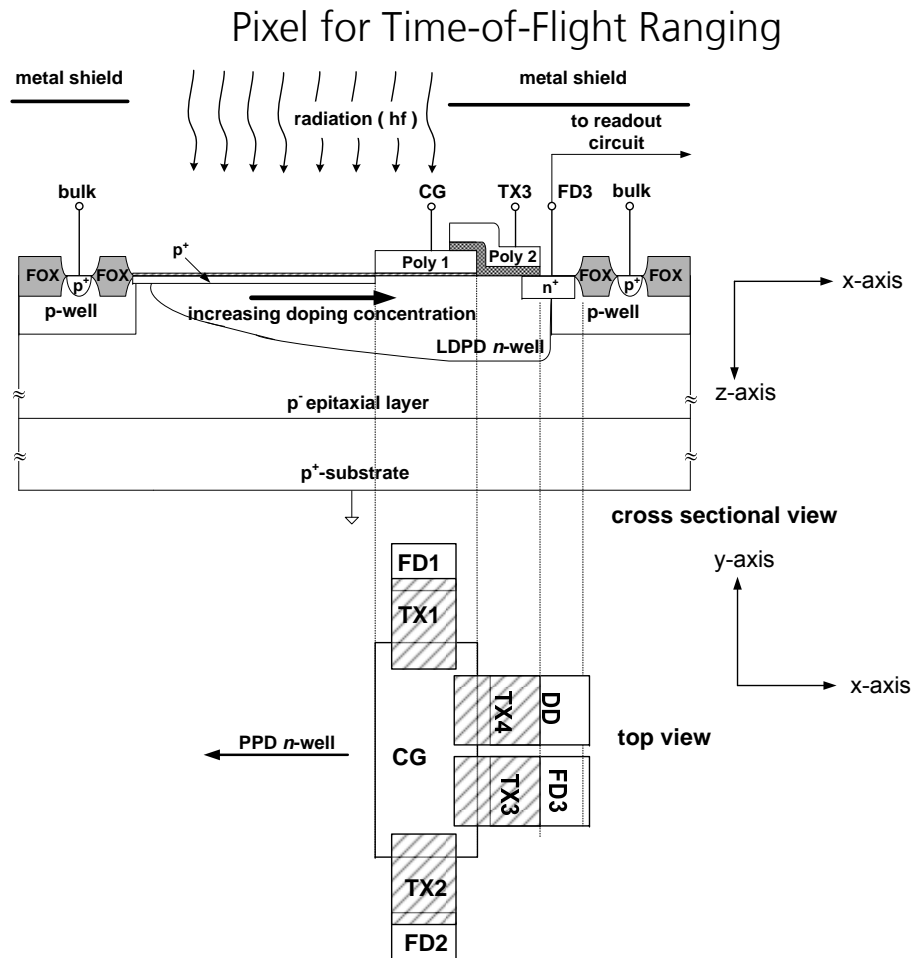 Pixel for Time-of-Flight Ranging
metal shield
metal shield
radiation ( hf )
to readout
circuit
bulk
CG
TX3
FD3
bulk
p+
Poly 1
Poly 2
FOX
p+
FOX
n+
FOX
p+
FOX
x-axis
p-well
increasing doping concentration
p-well
LDPD n-well
z-axis
p- epitaxial layer
p+-substrate
cross sectional view
FD1
y-axis
TX1
TX4
DD
x-axis
PPD n-well
CG
top view
TX3
FD3
TX2
FD2